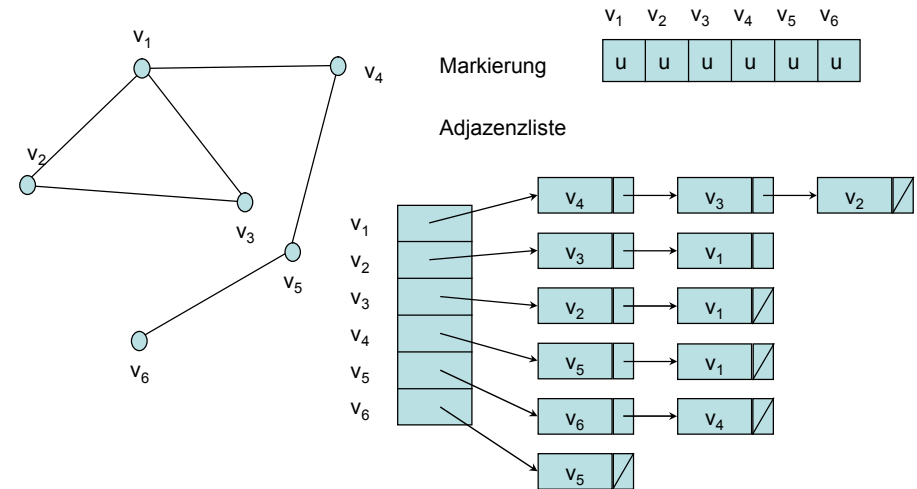 v₁ v₂ v₃ v₄ v₅ v₆
Markierung u u u u u u
Adjazenzliste
v₁
v₄
v₂
v₃
v₅
v₆
v₁ v₄ v₃ v₂
v₂ v₃ v₁
v₃ v₂ v₁
v₄ v₅ v₁
v₅ v₆ v₄
v₆ v₅